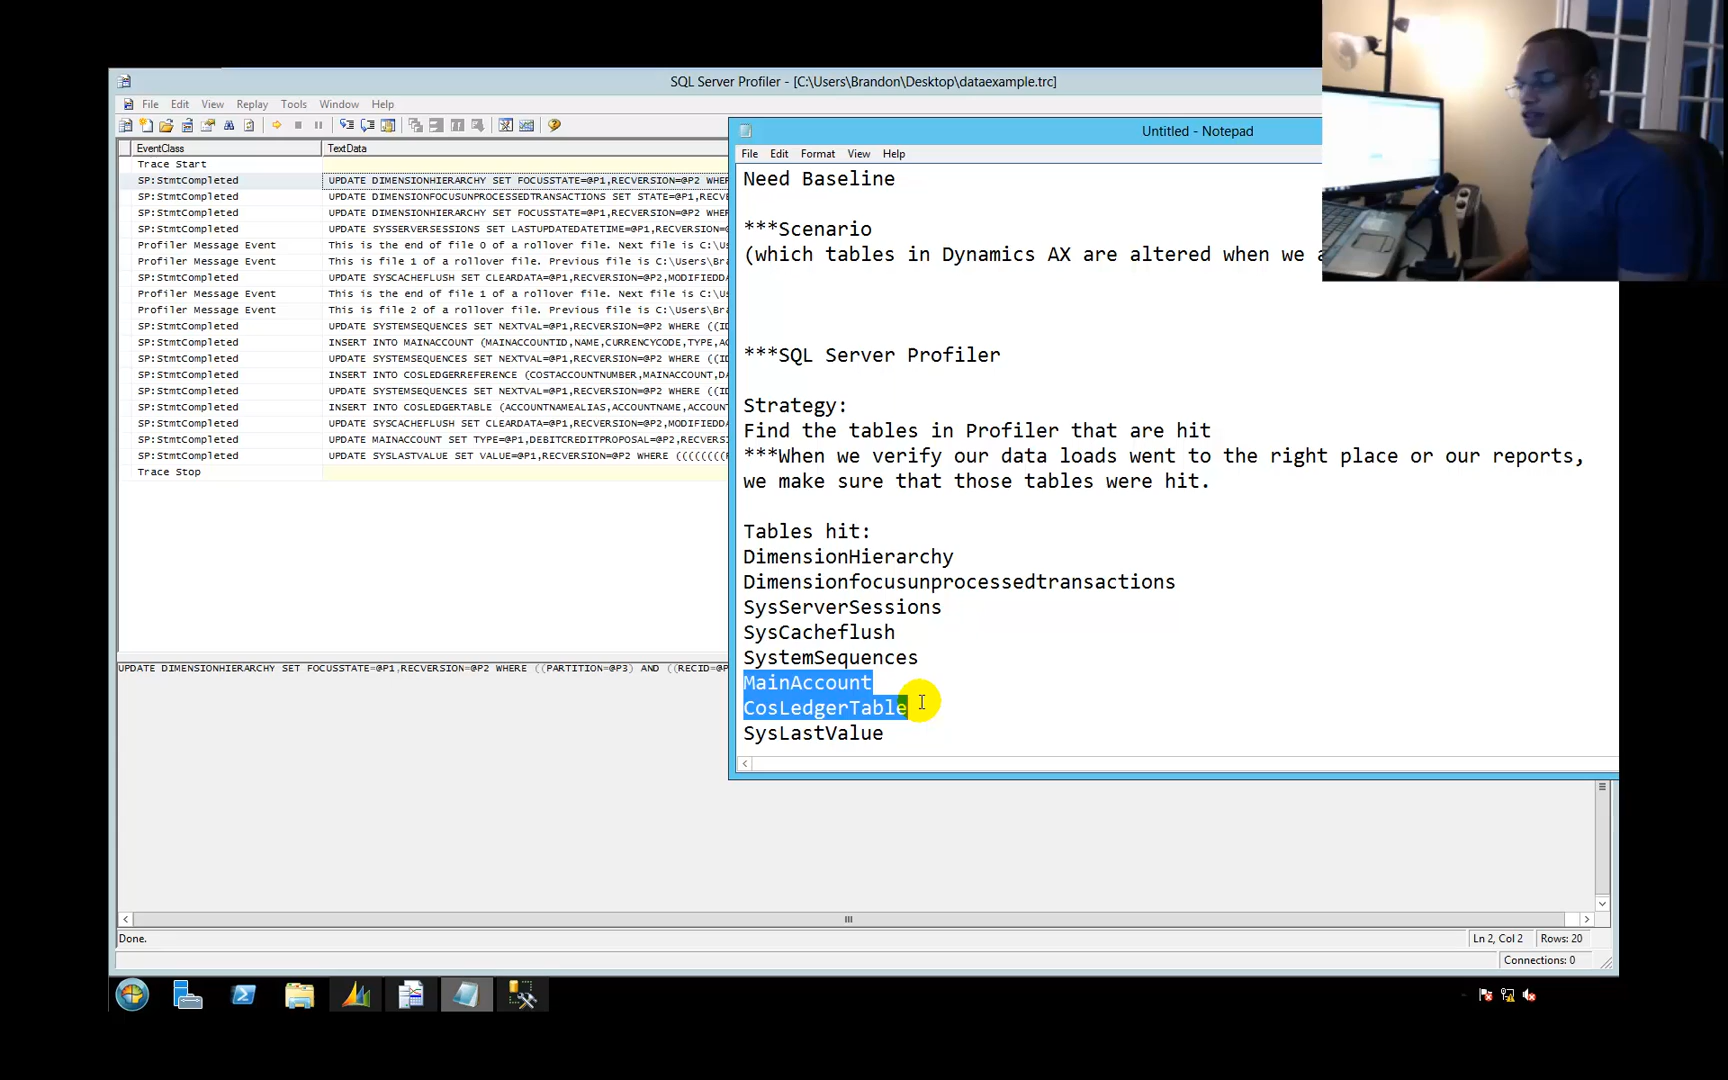 SQL Server Profiler - [C:\Users\Brandon\Desktop\dataexample.trc]
File Edit View Replay Tools Window Help
EventClass TextData
Trace Start
SP:StmtCompleted UPDATE DIMENSIONHIERARCHY SET FOCUSSTATE=@P1,RECVERSION=@P2 WHER
SP:StmtCompleted UPDATE DIMENSIONFOCUSUNPROCESSEDTRANSACTIONS SET STATE=@P1,RECV
SP:StmtCompleted UPDATE DIMENSIONHIERARCHY SET FOCUSSTATE=@P1,RECVERSION=@P2 WHER
SP:StmtCompleted UPDATE SYSSERVERSESSIONS SET LASTUPDATEDATETIME=@P1,RECVERSION=@
Profiler Message Event This is the end of file 0 of a rollover file. Next file is C:\Us
Profiler Message Event This is file 1 of a rollover file. Previous file is C:\Users\Bra
SP:StmtCompleted UPDATE SYSCACHEFLUSH SET CLEARDATA=@P1,RECVERSION=@P2,MODIFIEDDA
Profiler Message Event This is the end of file 1 of a rollover file. Next file is C:\Us
Profiler Message Event This is file 2 of a rollover file. Previous file is C:\Users\Bra
SP:StmtCompleted UPDATE SYSTEMSEQUENCES SET NEXTVAL=@P1,RECVERSION=@P2 WHERE ((ID
SP:StmtCompleted INSERT INTO MAINACCOUNT (MAINACCOUNTID,NAME,CURRENCYCODE,TYPE,AC
SP:StmtCompleted UPDATE SYSTEMSEQUENCES SET NEXTVAL=@P1,RECVERSION=@P2 WHERE ((ID
SP:StmtCompleted INSERT INTO COSLEDGERREFERENCE (COSTACCOUNTNUMBER,MAINACCOUNT,DA
SP:StmtCompleted UPDATE SYSTEMSEQUENCES SET NEXTVAL=@P1,RECVERSION=@P2 WHERE ((ID
SP:StmtCompleted INSERT INTO COSLEDGERTABLE (ACCOUNTNAMEALIAS,ACCOUNTNAME,ACCOUNT
SP:StmtCompleted UPDATE SYSCACHEFLUSH SET CLEARDATA=@P1,RECVERSION=@P2,MODIFIEDDA
SP:StmtCompleted UPDATE MAINACCOUNT SET TYPE=@P1,DEBITCREDITPROPOSAL=@P2,RECVERSI
SP:StmtCompleted UPDATE SYSLASTVALUE SET VALUE=@P1,RECVERSION=@P2 WHERE ((((((((
Trace Stop
UPDATE DIMENSIONHIERARCHY SET FOCUSSTATE=@P1,RECVERSION=@P2 WHERE ((PARTITION=@P3) AND ((RECID=@P
Untitled - Notepad
File Edit Format View Help
Need Baseline
***Scenario
(which tables in Dynamics AX are altered when we a
***SQL Server Profiler
Strategy:
Find the tables in Profiler that are hit
***When we verify our data loads went to the right place or our reports,
we make sure that those tables were hit.
Tables hit:
DimensionHierarchy
Dimensionfocusunprocessedtransactions
SysServerSessions
SysCacheflush
SystemSequences
MainAccount
CosLedgerTable
SysLastValue
Done.
Ln 2, Col 2
Rows: 20
Connections: 0